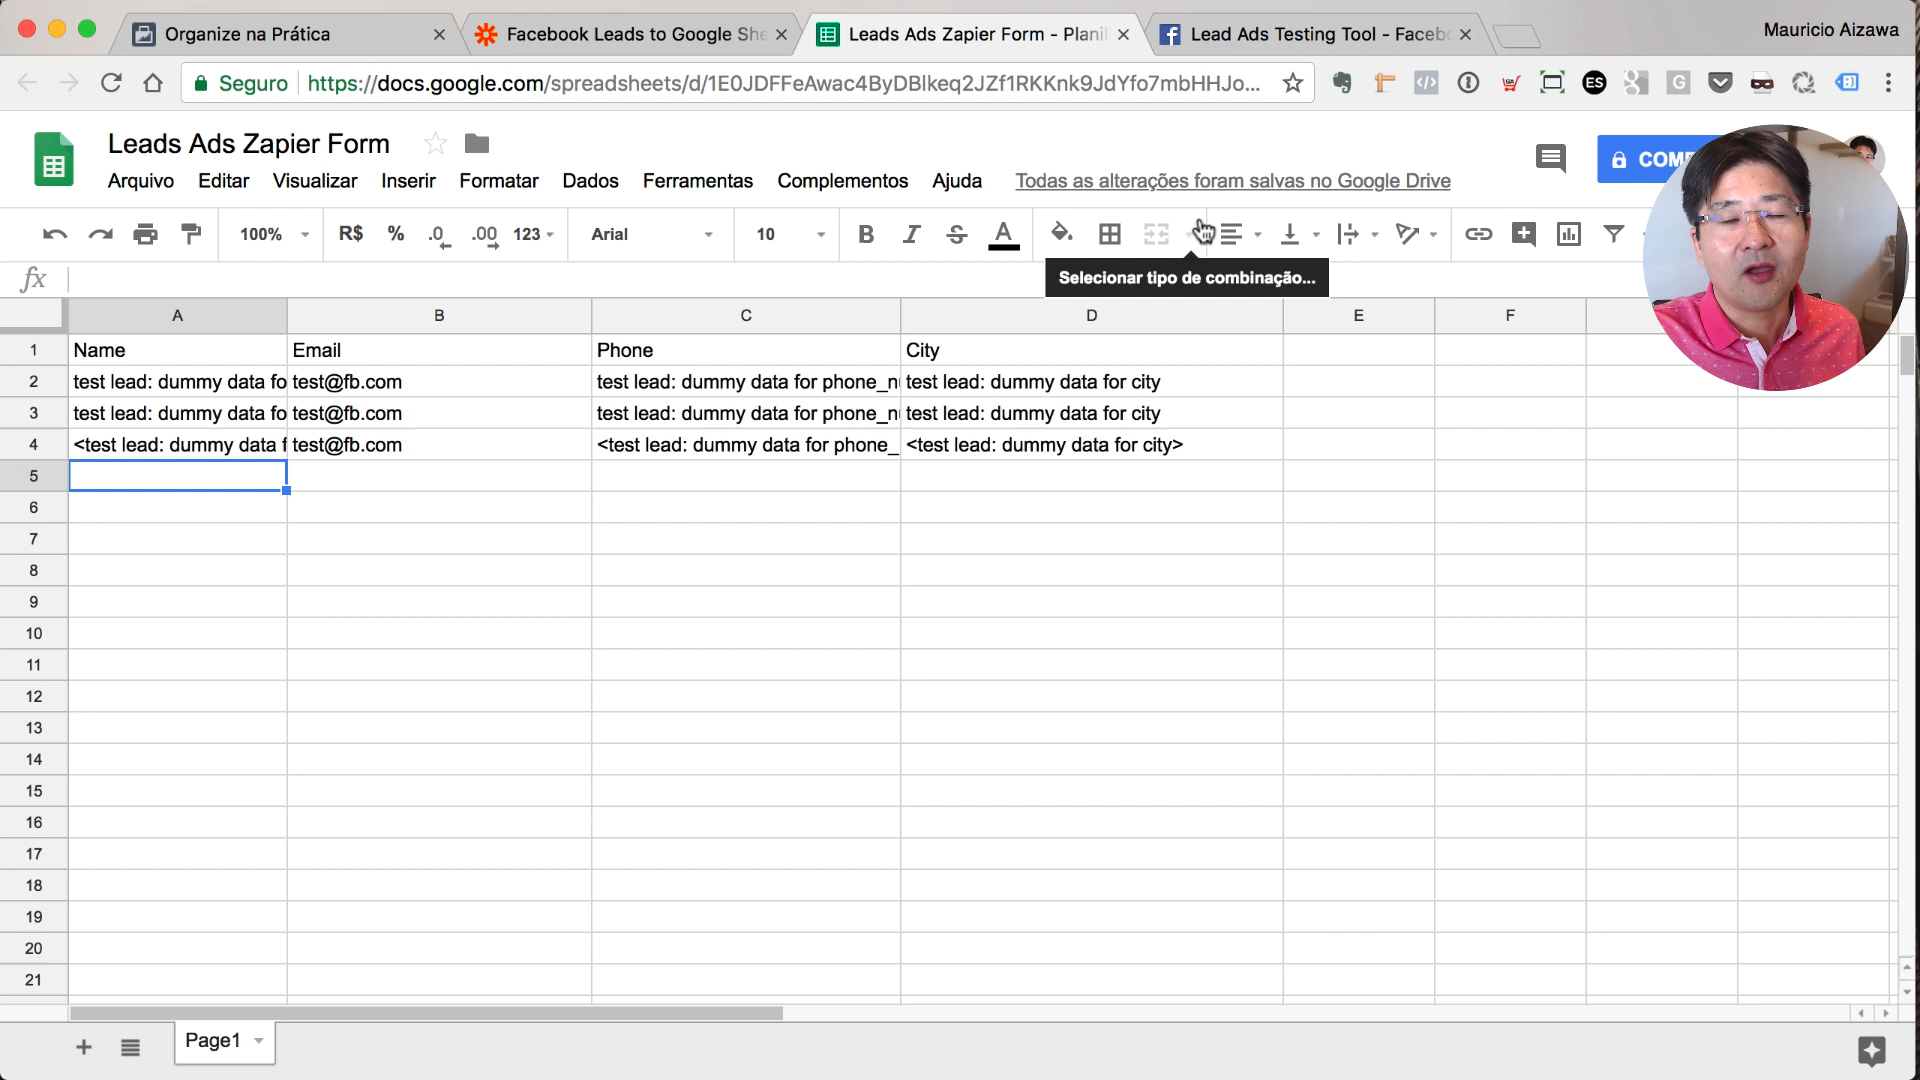 Organize na Prática
Facebook Leads to Google She
Leads Ads Zapier Form - Planil
Lead Ads Testing Tool - Facebo
Mauricio Aizawa
Seguro
https://docs.google.com/spreadsheets/d/1E0JDFFeAwac4ByDBlkeq2JZf1RKKnk9JdYfo7mbHHJo...
Leads Ads Zapier Form
COM
Arquivo Editar Visualizar Inserir Formatar Dados Ferramentas Complementos Ajuda Todas as alterações foram salvas no Google Drive
100% R$ % .0 .00 123 Arial 10 B I S A
Selecionar tipo de combinação...
fx
A B C D E F
1 Name Email Phone City
2 test lead: dummy data fo test@fb.com test lead: dummy data for phone_nu test lead: dummy data for city
3 test lead: dummy data fo test@fb.com test lead: dummy data for phone_nu test lead: dummy data for city
4 <test lead: dummy data f test@fb.com <test lead: dummy data for phone_ <test lead: dummy data for city>
5
6
7
8
9
10
11
12
13
14
15
16
17
18
19
20
21
Page1